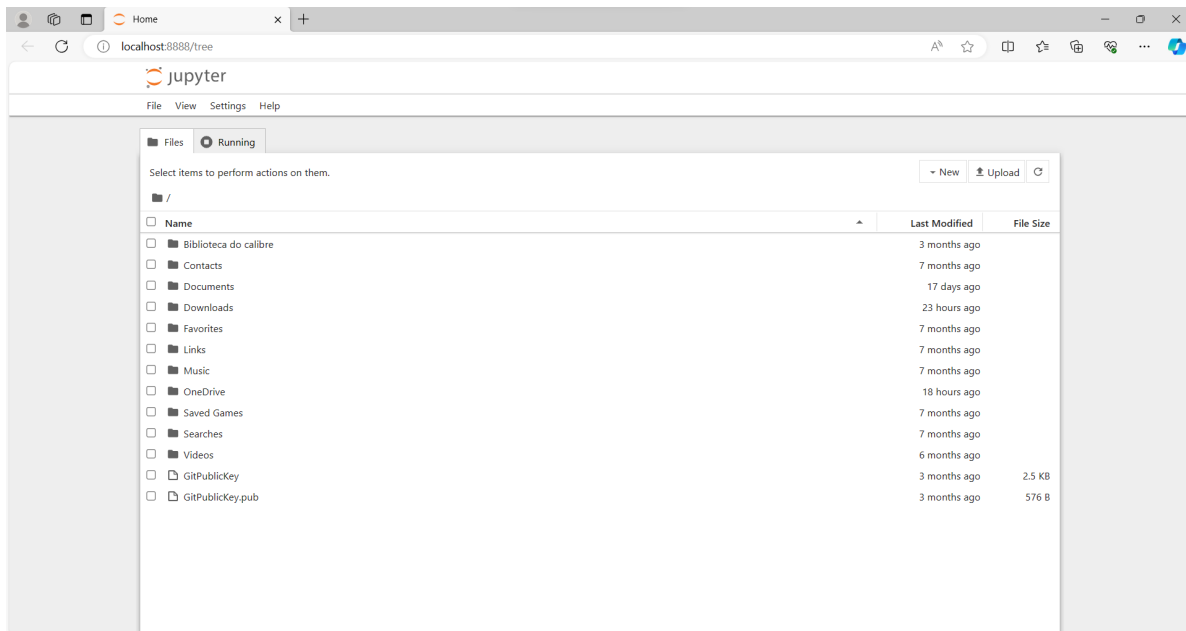 Home
localhost:8888/tree
jupyter
File View Settings Help
Files Running
Select items to perform actions on them. New Upload
/
Name Last Modified File Size
Biblioteca do calibre 3 months ago
Contacts 7 months ago
Documents 17 days ago
Downloads 23 hours ago
Favorites 7 months ago
Links 7 months ago
Music 7 months ago
OneDrive 18 hours ago
Saved Games 7 months ago
Searches 7 months ago
Videos 6 months ago
GitPublicKey 3 months ago 2.5 KB
GitPublicKey.pub 3 months ago 576 B